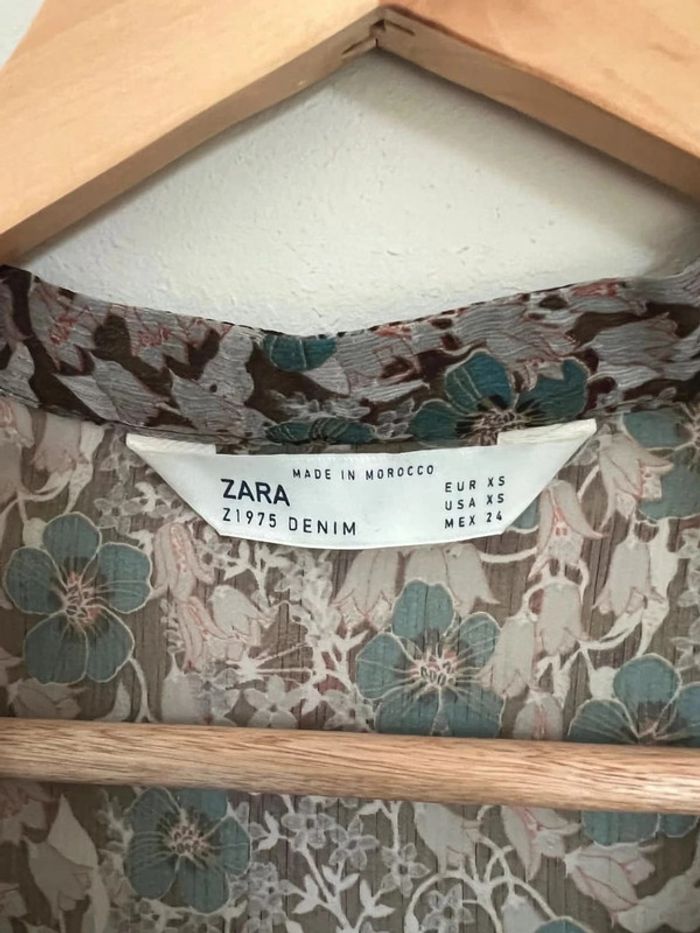 MADE IN MOROCCO
ZARA
Z1975 DENIM
EUR XS
USA XS
MEX 24